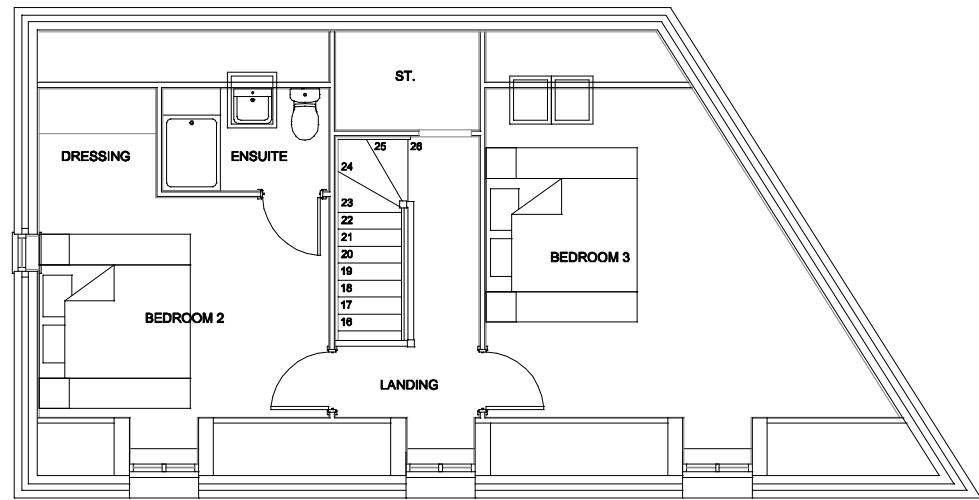 ST.
DRESSING
ENSUITE
25
26
24
23
22
21
20
19
18
17
16
BEDROOM 3
BEDROOM 2
LANDING